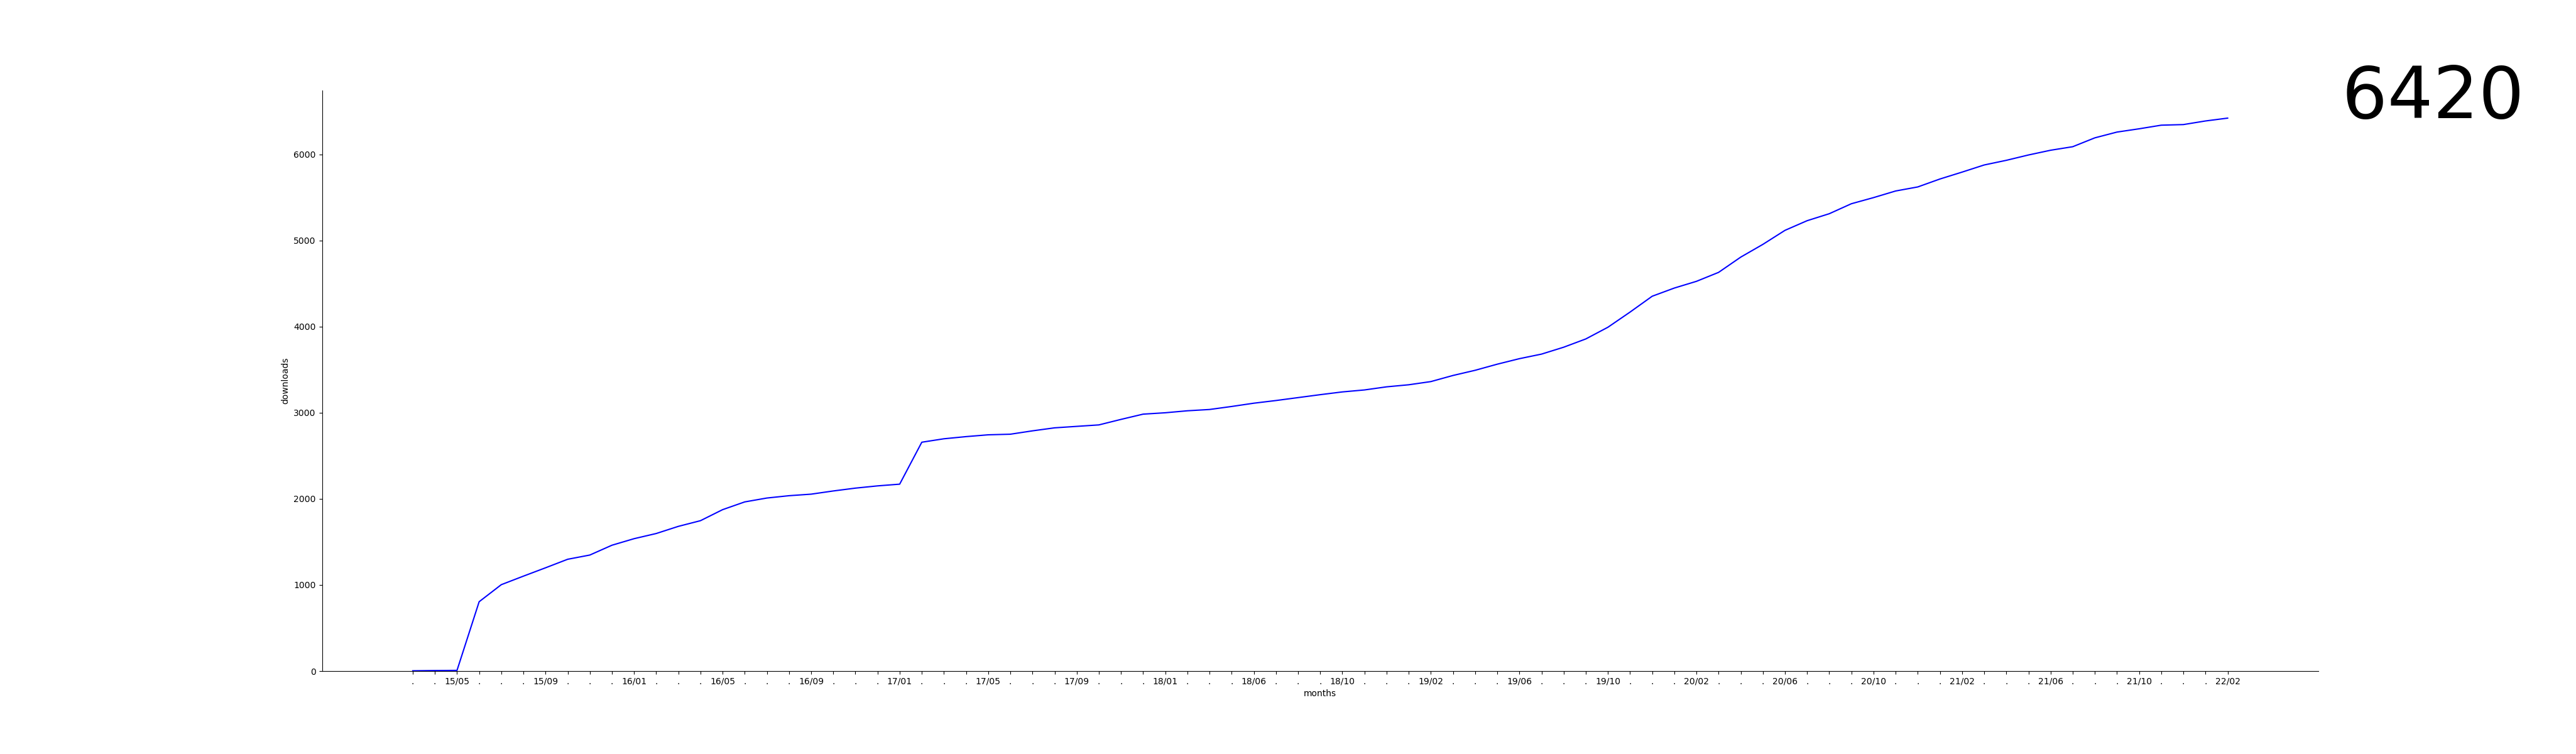 6420
6000
5000
4000
3000
2000
1000
0
downloads
. . 15/05 . . . 15/09 . . . 16/01 . . . 16/05 . . . 16/09 . . . 17/01 . . . 17/05 . . . 17/09 . . . 18/01 . . . 18/06 . . . 18/10 . . . 19/02 . . . 19/06 . . . 19/10 . . . 20/02 . . . 20/06 . . . 20/10 . . . 21/02 . . . 21/06 . . . 21/10 . . . 22/02
months